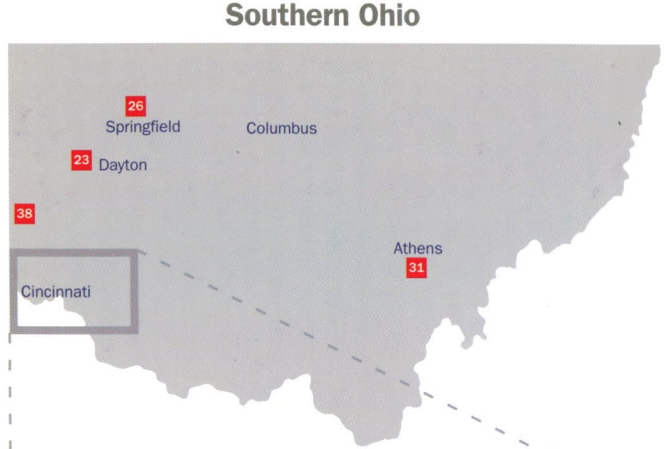 Southern Ohio
26
Springfield
Columbus
23 Dayton
38
Athens
31
Cincinnati